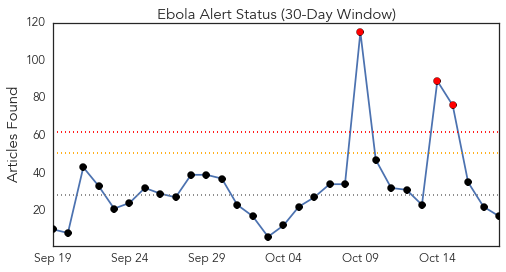 Ebola Alert Status (30-Day Window)
120
100
80
60
40
20
Articles Found
Sep 19 Sep 24 Sep 29 Oct 04 Oct 09 Oct 14